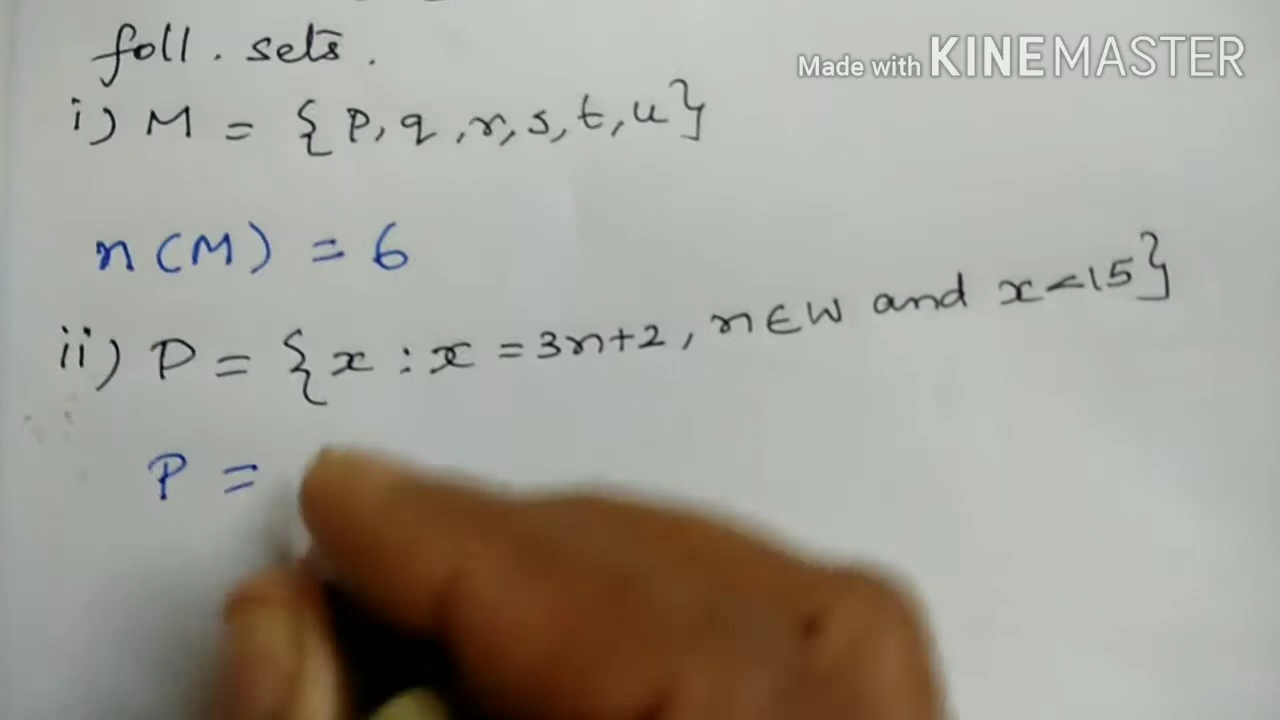 Made with KINEMASTER
foll. sets.
i) M = {P, q, r, s, t, u}
n(M) = 6
ii) P = {x : x = 3n+2, n∈W and x<15}
P =